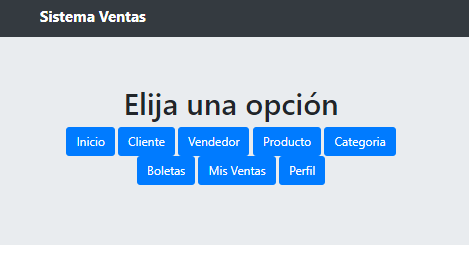 Sistema Ventas
Elija una opción
Inicio Cliente Vendedor Producto Categoria
Boletas Mis Ventas Perfil